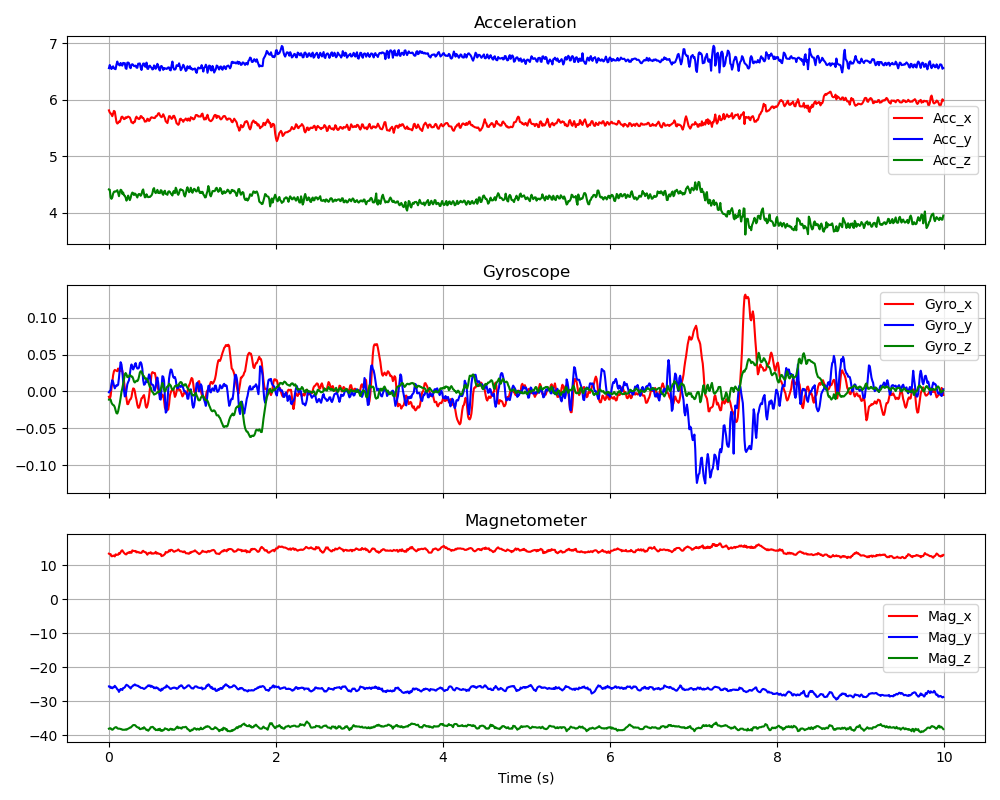 Acceleration
7
6
5
4
Acc_x
Acc_y
Acc_z
Gyroscope
0.10
0.05
0.00
−0.05
−0.10
Gyro_x
Gyro_y
Gyro_z
Magnetometer
10
0
−10
−20
−30
−40
Mag_x
Mag_y
Mag_z
0 2 4 6 8 10
Time (s)